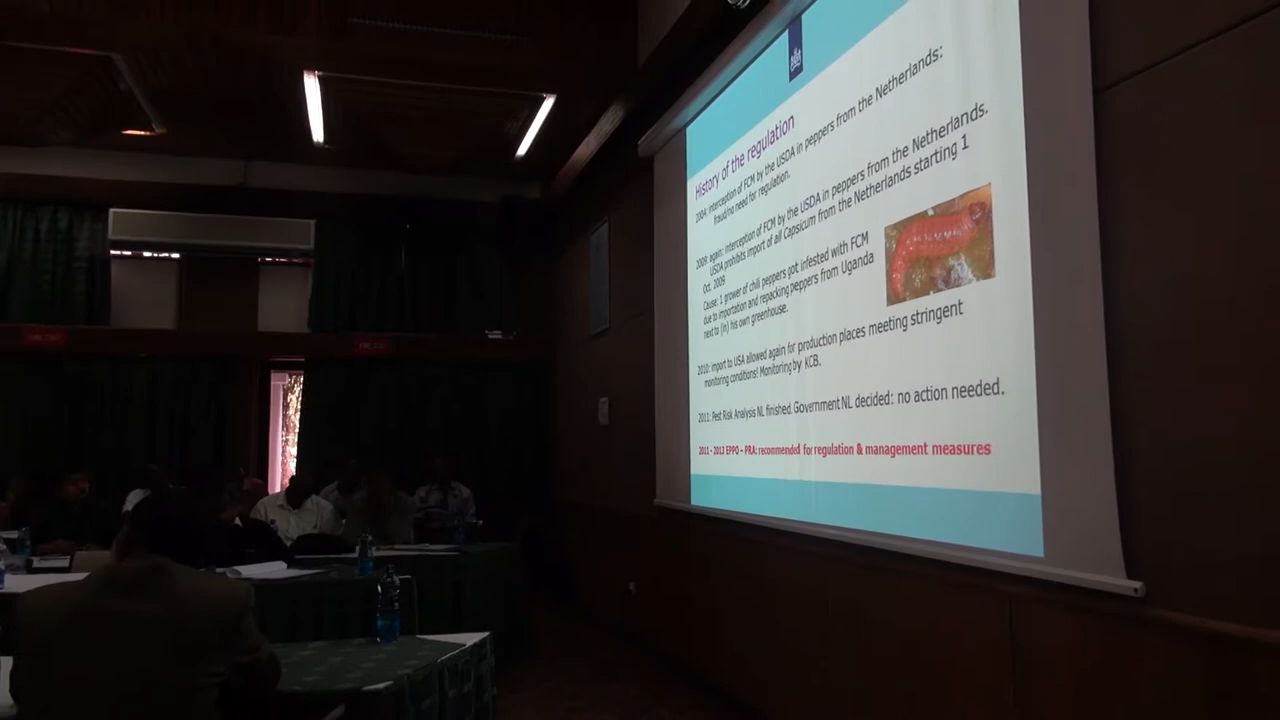 History of the regulation
2004: interception of FCM by the USDA in peppers from the Netherlands:
fraud/no need for regulation.
2009: again: interception of FCM by the USDA in peppers from the Netherlands.
USDA prohibits import of all Capsicum from the Netherlands starting 1
Oct. 2009
Cause: 1 grower of chili peppers got infested with FCM
due to importation and repacking peppers from Uganda
next to (in) his own greenhouse.
2010: import to USA allowed again for production places meeting stringent
monitoring conditions! Monitoring by KCB.
2011: Pest Risk Analysis NL finished. Government NL decided: no action needed.
2011 - 2013 EPPO – PRA: recommended for regulation & management measures